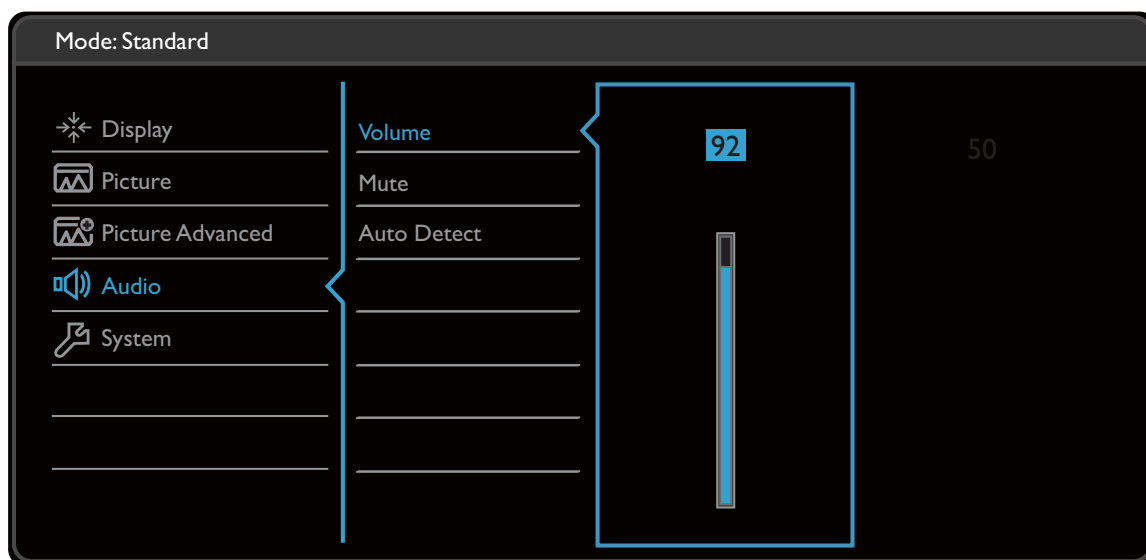 Mode: Standard
Display
Picture
Picture Advanced
Audio
System
Volume
Mute
Auto Detect
92
50